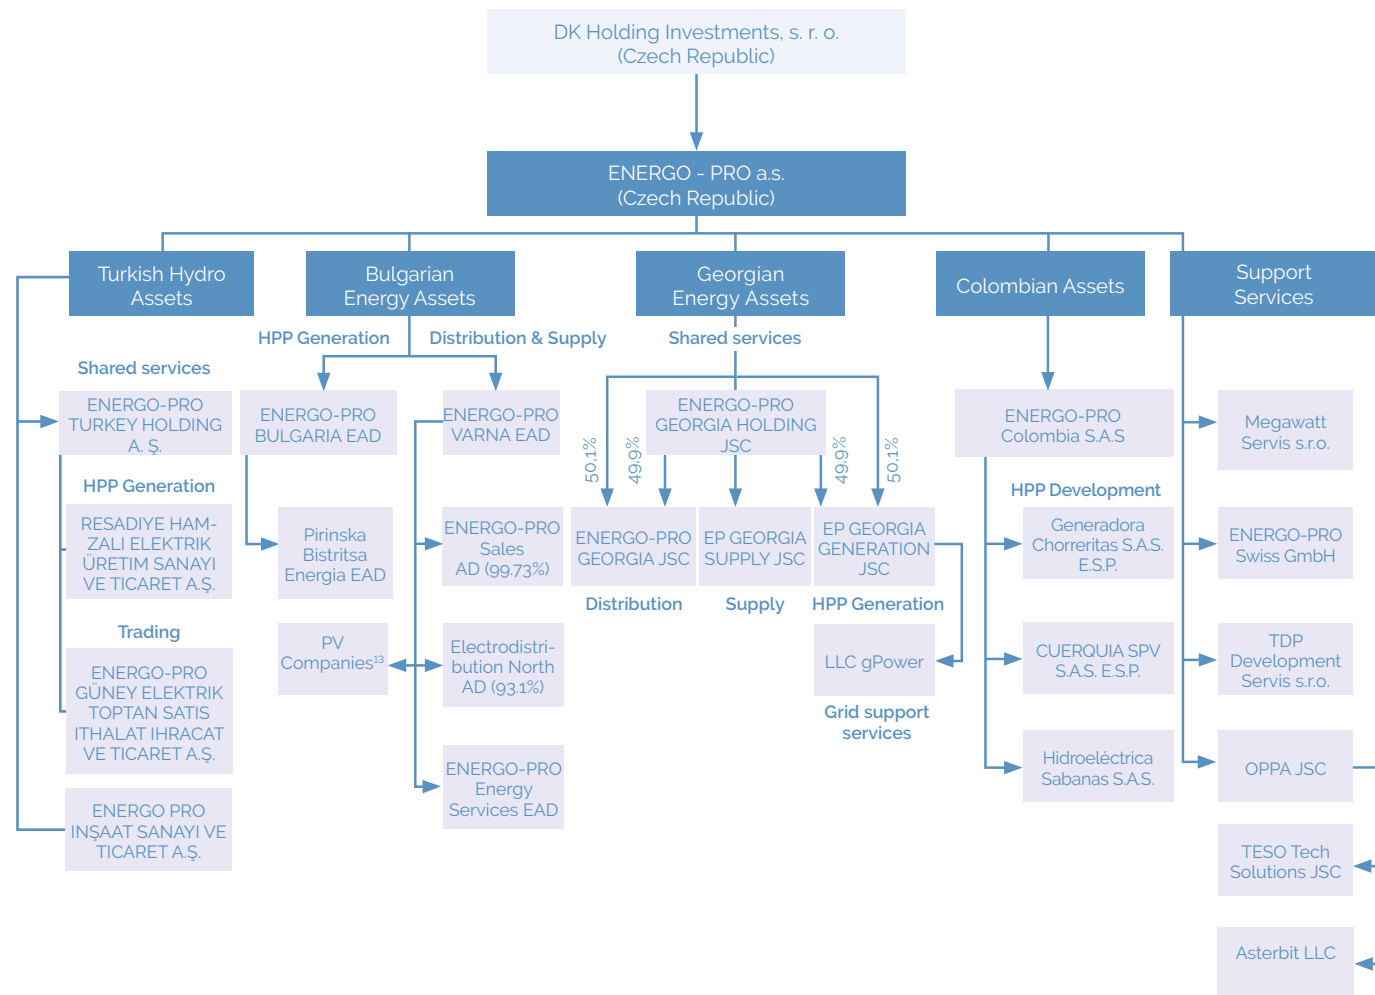 DK Holding Investments, s. r. o.
(Czech Republic)
ENERGO - PRO a.s.
(Czech Republic)
Turkish Hydro
Assets
Bulgarian
Energy Assets
Georgian
Energy Assets
Colombian Assets
Support
Services
Shared services
ENERGO-PRO
TURKEY HOLDING
A. Ş.
HPP Generation
RESADIYE HAM-
ZALI ELEKTRIK
ÜRETIM SANAYI
VE TICARET A.Ş.
Trading
ENERGO-PRO
GÜNEY ELEKTRIK
TOPTAN SATIS
ITHALAT IHRACAT
VE TICARET A.Ş.
ENERGO PRO
INŞAAT SANAYI VE
TICARET A.Ş.
HPP Generation
ENERGO-PRO
BULGARIA EAD
Pirinska
Bistritsa
Energia EAD
PV
Companies¹³
Distribution & Supply
ENERGO-PRO
VARNA EAD
ENERGO-PRO
Sales
AD (99.73%)
Electrodistri-
bution North
AD (93.1%)
ENERGO-PRO
Energy
Services EAD
Shared services
ENERGO-PRO
GEORGIA HOLDING
JSC
50,1%
49,9%
49,9%
50,1%
ENERGO-PRO
GEORGIA JSC
Distribution
EP GEORGIA
SUPPLY JSC
Supply
EP GEORGIA
GENERATION
JSC
HPP Generation
LLC gPower
Grid support
services
ENERGO-PRO
Colombia S.A.S
HPP Development
Generadora
Chorreritas S.A.S.
E.S.P.
CUERQUIA SPV
S.A.S. E.S.P.
Hidroeléctrica
Sabanas S.A.S.
Megawatt
Servis s.r.o.
ENERGO-PRO
Swiss GmbH
TDP
Development
Servis s.r.o.
OPPA JSC
TESO Tech
Solutions JSC
Asterbit LLC